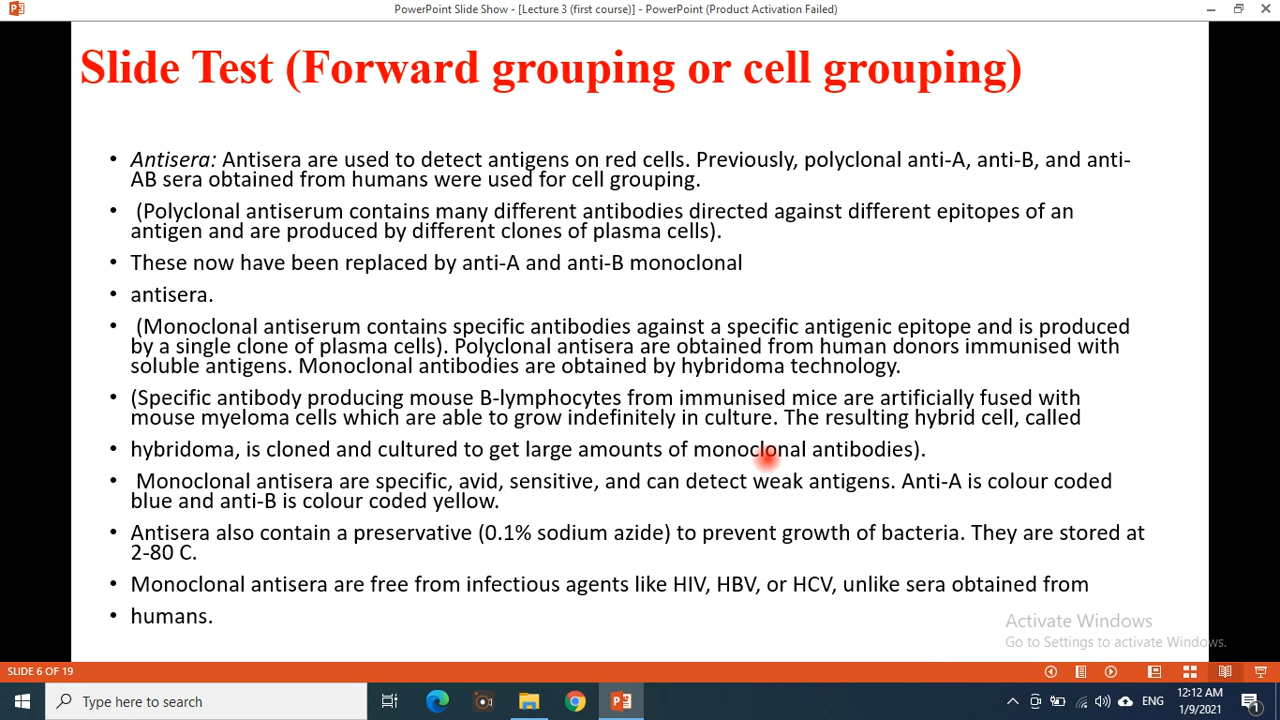 PowerPoint Slide Show - [Lecture 3 (first course)] - PowerPoint (Product Activation Failed)
Slide Test (Forward grouping or cell grouping)
• Antisera: Antisera are used to detect antigens on red cells. Previously, polyclonal anti-A, anti-B, and anti-
AB sera obtained from humans were used for cell grouping.
• (Polyclonal antiserum contains many different antibodies directed against different epitopes of an
antigen and are produced by different clones of plasma cells).
• These now have been replaced by anti-A and anti-B monoclonal
• antisera.
• (Monoclonal antiserum contains specific antibodies against a specific antigenic epitope and is produced
by a single clone of plasma cells). Polyclonal antisera are obtained from human donors immunised with
soluble antigens. Monoclonal antibodies are obtained by hybridoma technology.
• (Specific antibody producing mouse B-lymphocytes from immunised mice are artificially fused with
mouse myeloma cells which are able to grow indefinitely in culture. The resulting hybrid cell, called
• hybridoma, is cloned and cultured to get large amounts of monoclonal antibodies).
• Monoclonal antisera are specific, avid, sensitive, and can detect weak antigens. Anti-A is colour coded
blue and anti-B is colour coded yellow.
• Antisera also contain a preservative (0.1% sodium azide) to prevent growth of bacteria. They are stored at
2-80 C.
• Monoclonal antisera are free from infectious agents like HIV, HBV, or HCV, unlike sera obtained from
• humans.
Activate Windows
Go to Settings to activate Windows.
SLIDE 6 OF 19
Type here to search
ENG
12:12 AM
1/9/2021
1